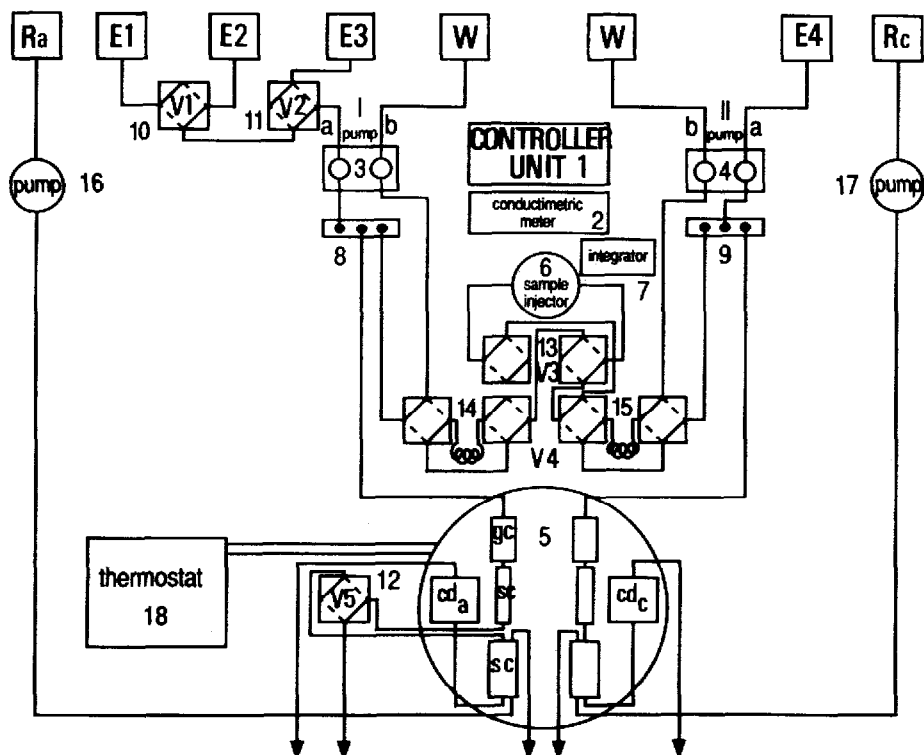 Ra E1 E2 E3 W W E4 Rc
V1 V2
10 11
I
pump
a b
II
pump
b a
3 4
CONTROLLER
UNIT 1
conductimetric
meter 2
pump 16
17 pump
8 9
integrator
7
6
sample
injector
13
V3
14 15
V4
gc 5
thermostat
18
12
V5
cda
sc
cdc
sc